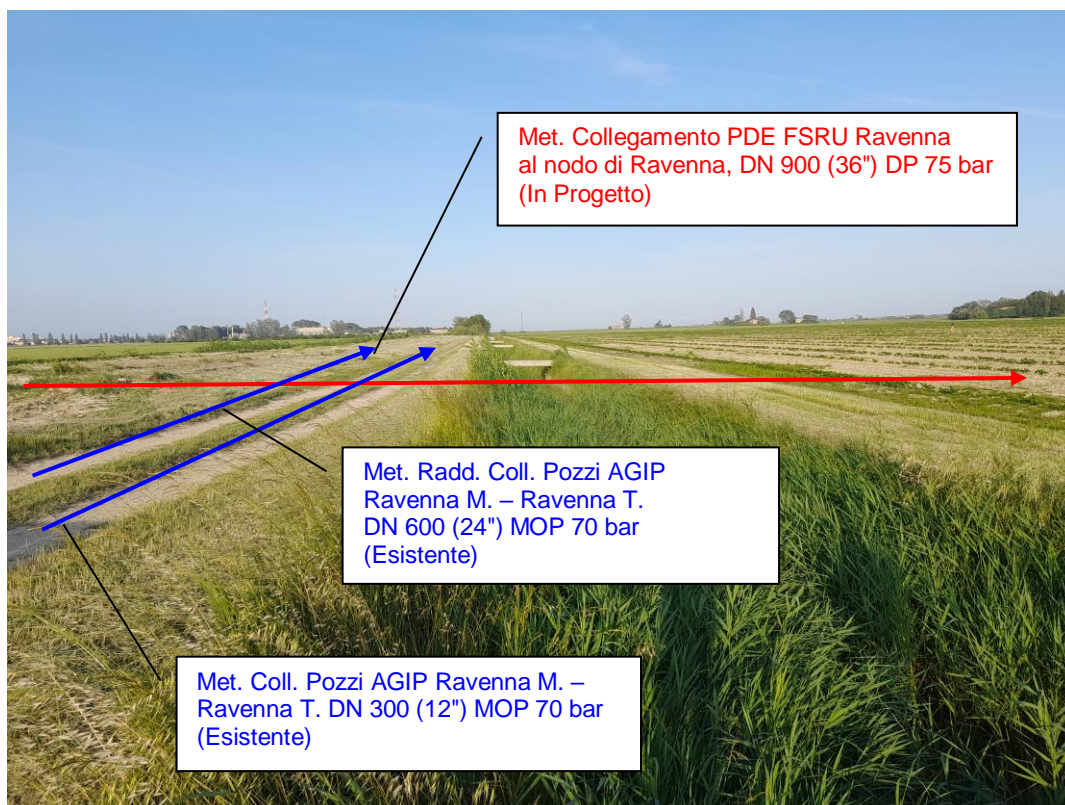 Met. Collegamento PDE FSRU Ravenna
al nodo di Ravenna, DN 900 (36") DP 75 bar
(In Progetto)
Met. Radd. Coll. Pozzi AGIP
Ravenna M. – Ravenna T.
DN 600 (24") MOP 70 bar
(Esistente)
Met. Coll. Pozzi AGIP Ravenna M. –
Ravenna T. DN 300 (12") MOP 70 bar
(Esistente)